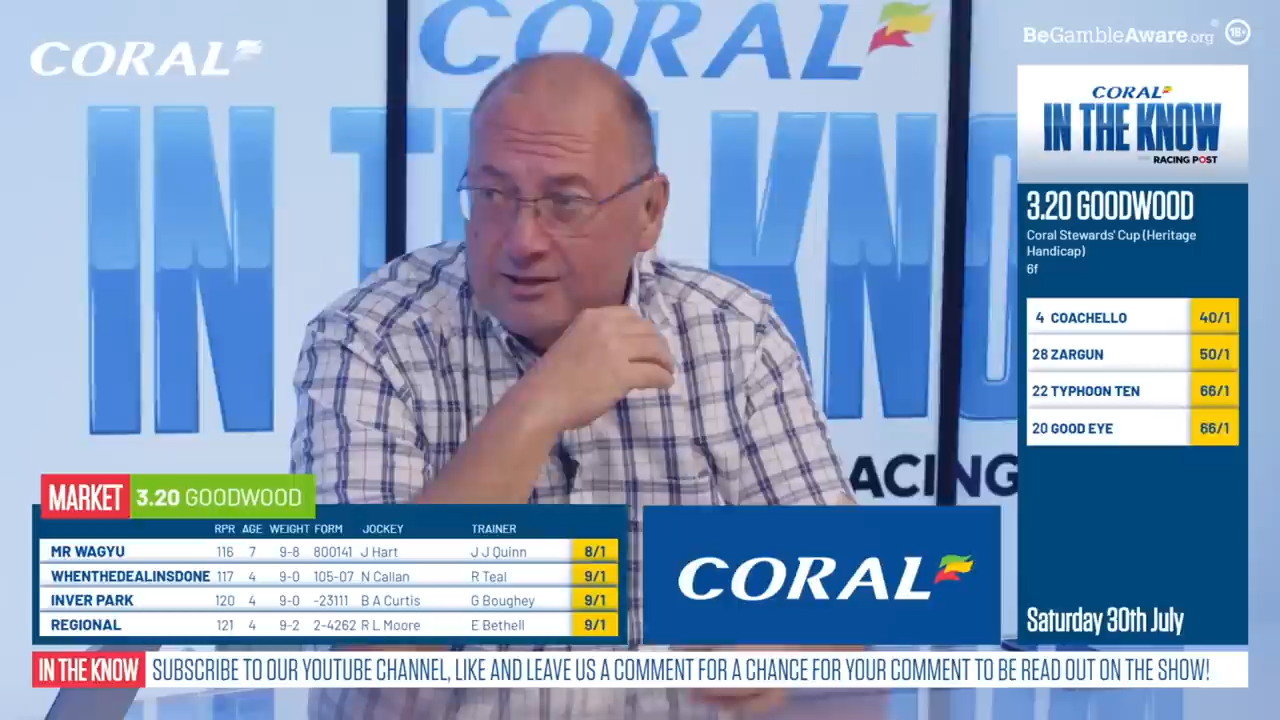 CORAL
CORAL
BeGambleAware.org® 18+
IN THE KNOW
CORAL
IN THE KNOW
RACING POST
3.20 GOODWOOD
Coral Stewards' Cup (Heritage
Handicap)
6f
4 COACHELLO 40/1
28 ZARGUN 50/1
22 TYPHOON TEN 66/1
20 GOOD EYE 66/1
Saturday 30th July
ACING
MARKET 3.20 GOODWOOD
RPR AGE WEIGHT FORM JOCKEY TRAINER
MR WAGYU 116 7 9-8 800141 J Hart J J Quinn 8/1
WHENTHEDEALINSDONE 117 4 9-0 105-07 N Callan R Teal 9/1
INVER PARK 120 4 9-0 -23111 B A Curtis G Boughey 9/1
REGIONAL 121 4 9-2 2-4262 R L Moore E Bethell 9/1
CORAL
IN THE KNOW SUBSCRIBE TO OUR YOUTUBE CHANNEL, LIKE AND LEAVE US A COMMENT FOR A CHANCE FOR YOUR COMMENT TO BE READ OUT ON THE SHOW!